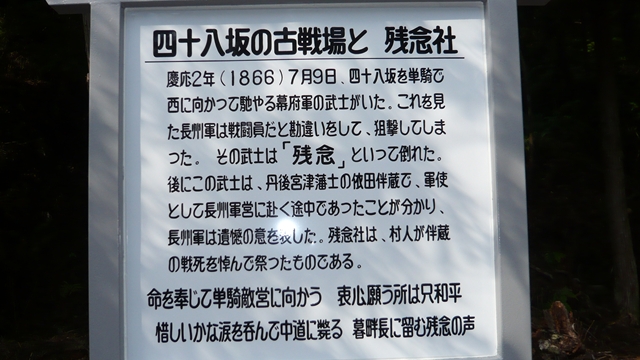 四十八坂の古戦場と 残念社
慶応2年(1866)7月9日、四十八坂を単騎で
西に向かって馳やる幕府軍の武士がいた。これを見
た長州軍は戦闘員だと勘違いをして、狙撃してしま
った。 その武士は「残念」といって倒れた。
後にこの武士は、丹後宮津藩士の依田伴蔵で、軍使
として長州軍営に赴く途中であったことが分かり、
長州軍は遺憾の意を表した。残念社は、村人が伴蔵
の戦死を悼んで祭ったものである。
命を奉じて単騎敵営に向かう 衷心願う所は只和平
惜しいかな涙を呑んで中道に斃る 暮畔長に留む残念の声